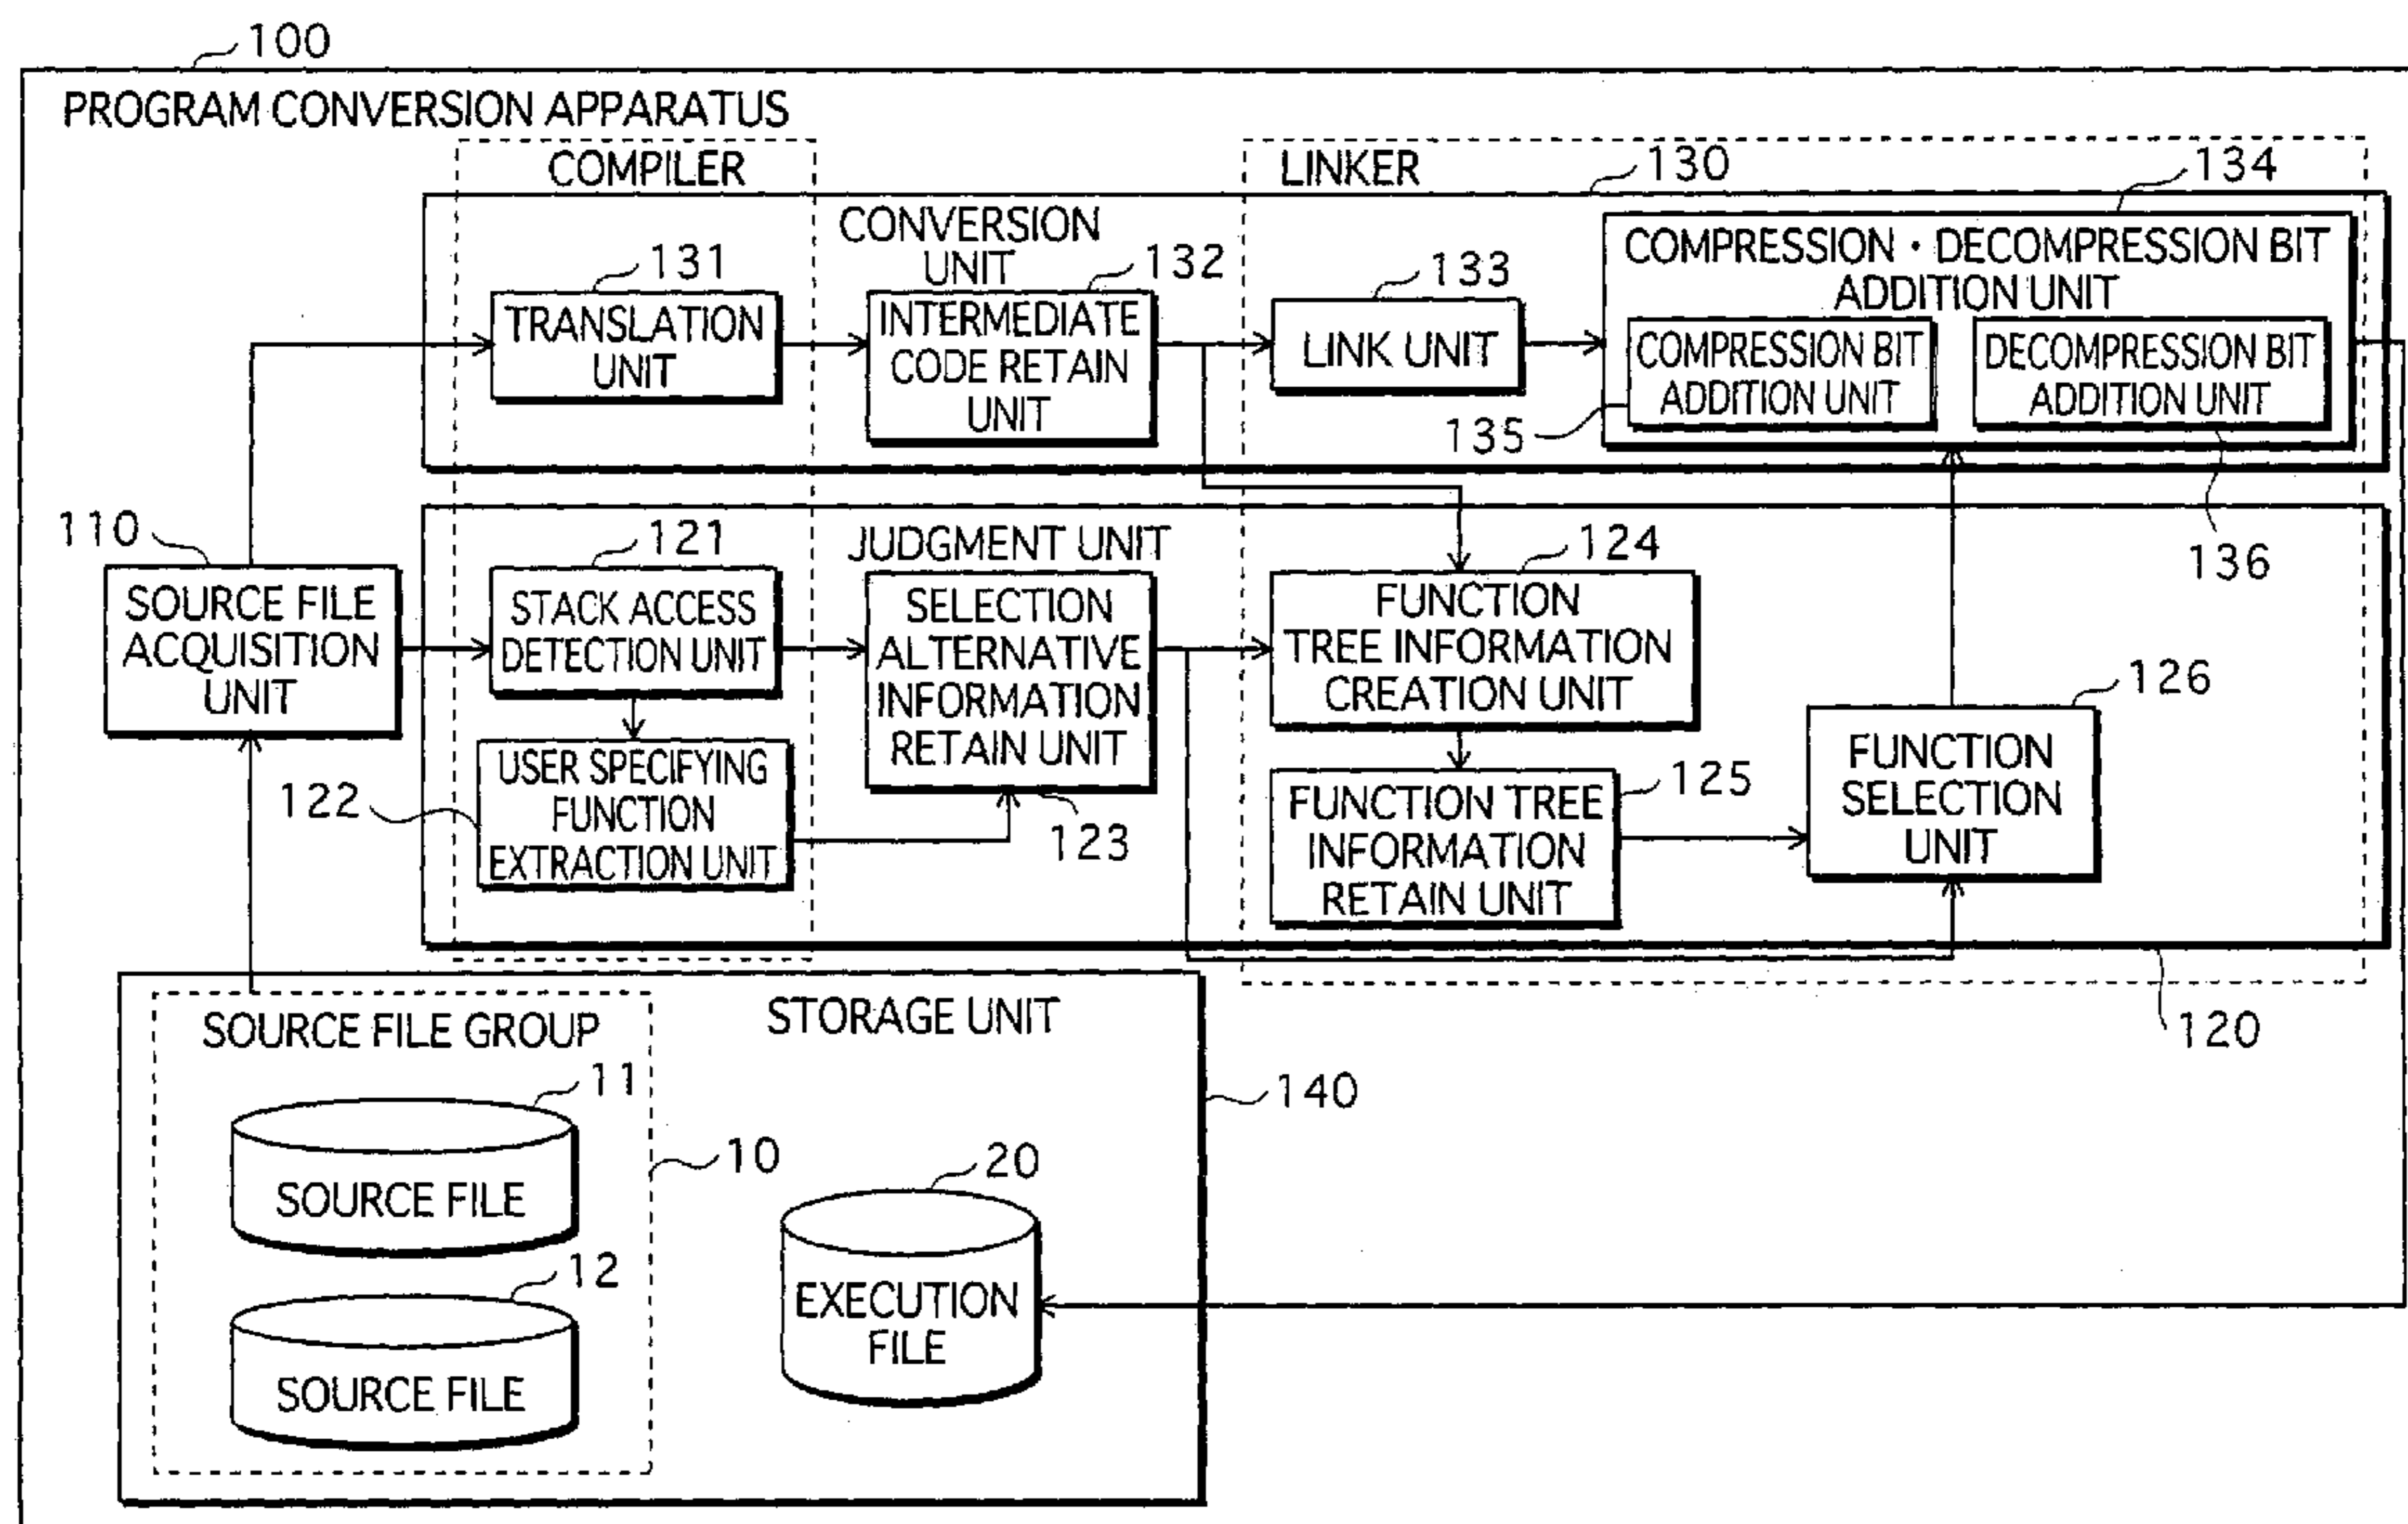 100
PROGRAM CONVERSION APPARATUS
COMPILER
LINKER
130
134
CONVERSION
UNIT
131
132
133
TRANSLATION
UNIT
INTERMEDIATE
CODE RETAIN
UNIT
LINK UNIT
COMPRESSION・DECOMPRESSION BIT
ADDITION UNIT
COMPRESSION BIT
ADDITION UNIT
135
DECOMPRESSION BIT
ADDITION UNIT
136
110
SOURCE FILE
ACQUISITION
UNIT
121
JUDGMENT UNIT
STACK ACCESS
DETECTION UNIT
122
USER SPECIFYING
FUNCTION
EXTRACTION UNIT
SELECTION
ALTERNATIVE
INFORMATION
RETAIN UNIT
123
124
FUNCTION
TREE INFORMATION
CREATION UNIT
125
FUNCTION TREE
INFORMATION
RETAIN UNIT
126
FUNCTION
SELECTION
UNIT
120
SOURCE FILE GROUP
STORAGE UNIT
140
11
SOURCE FILE
10
12
SOURCE FILE
20
EXECUTION
FILE